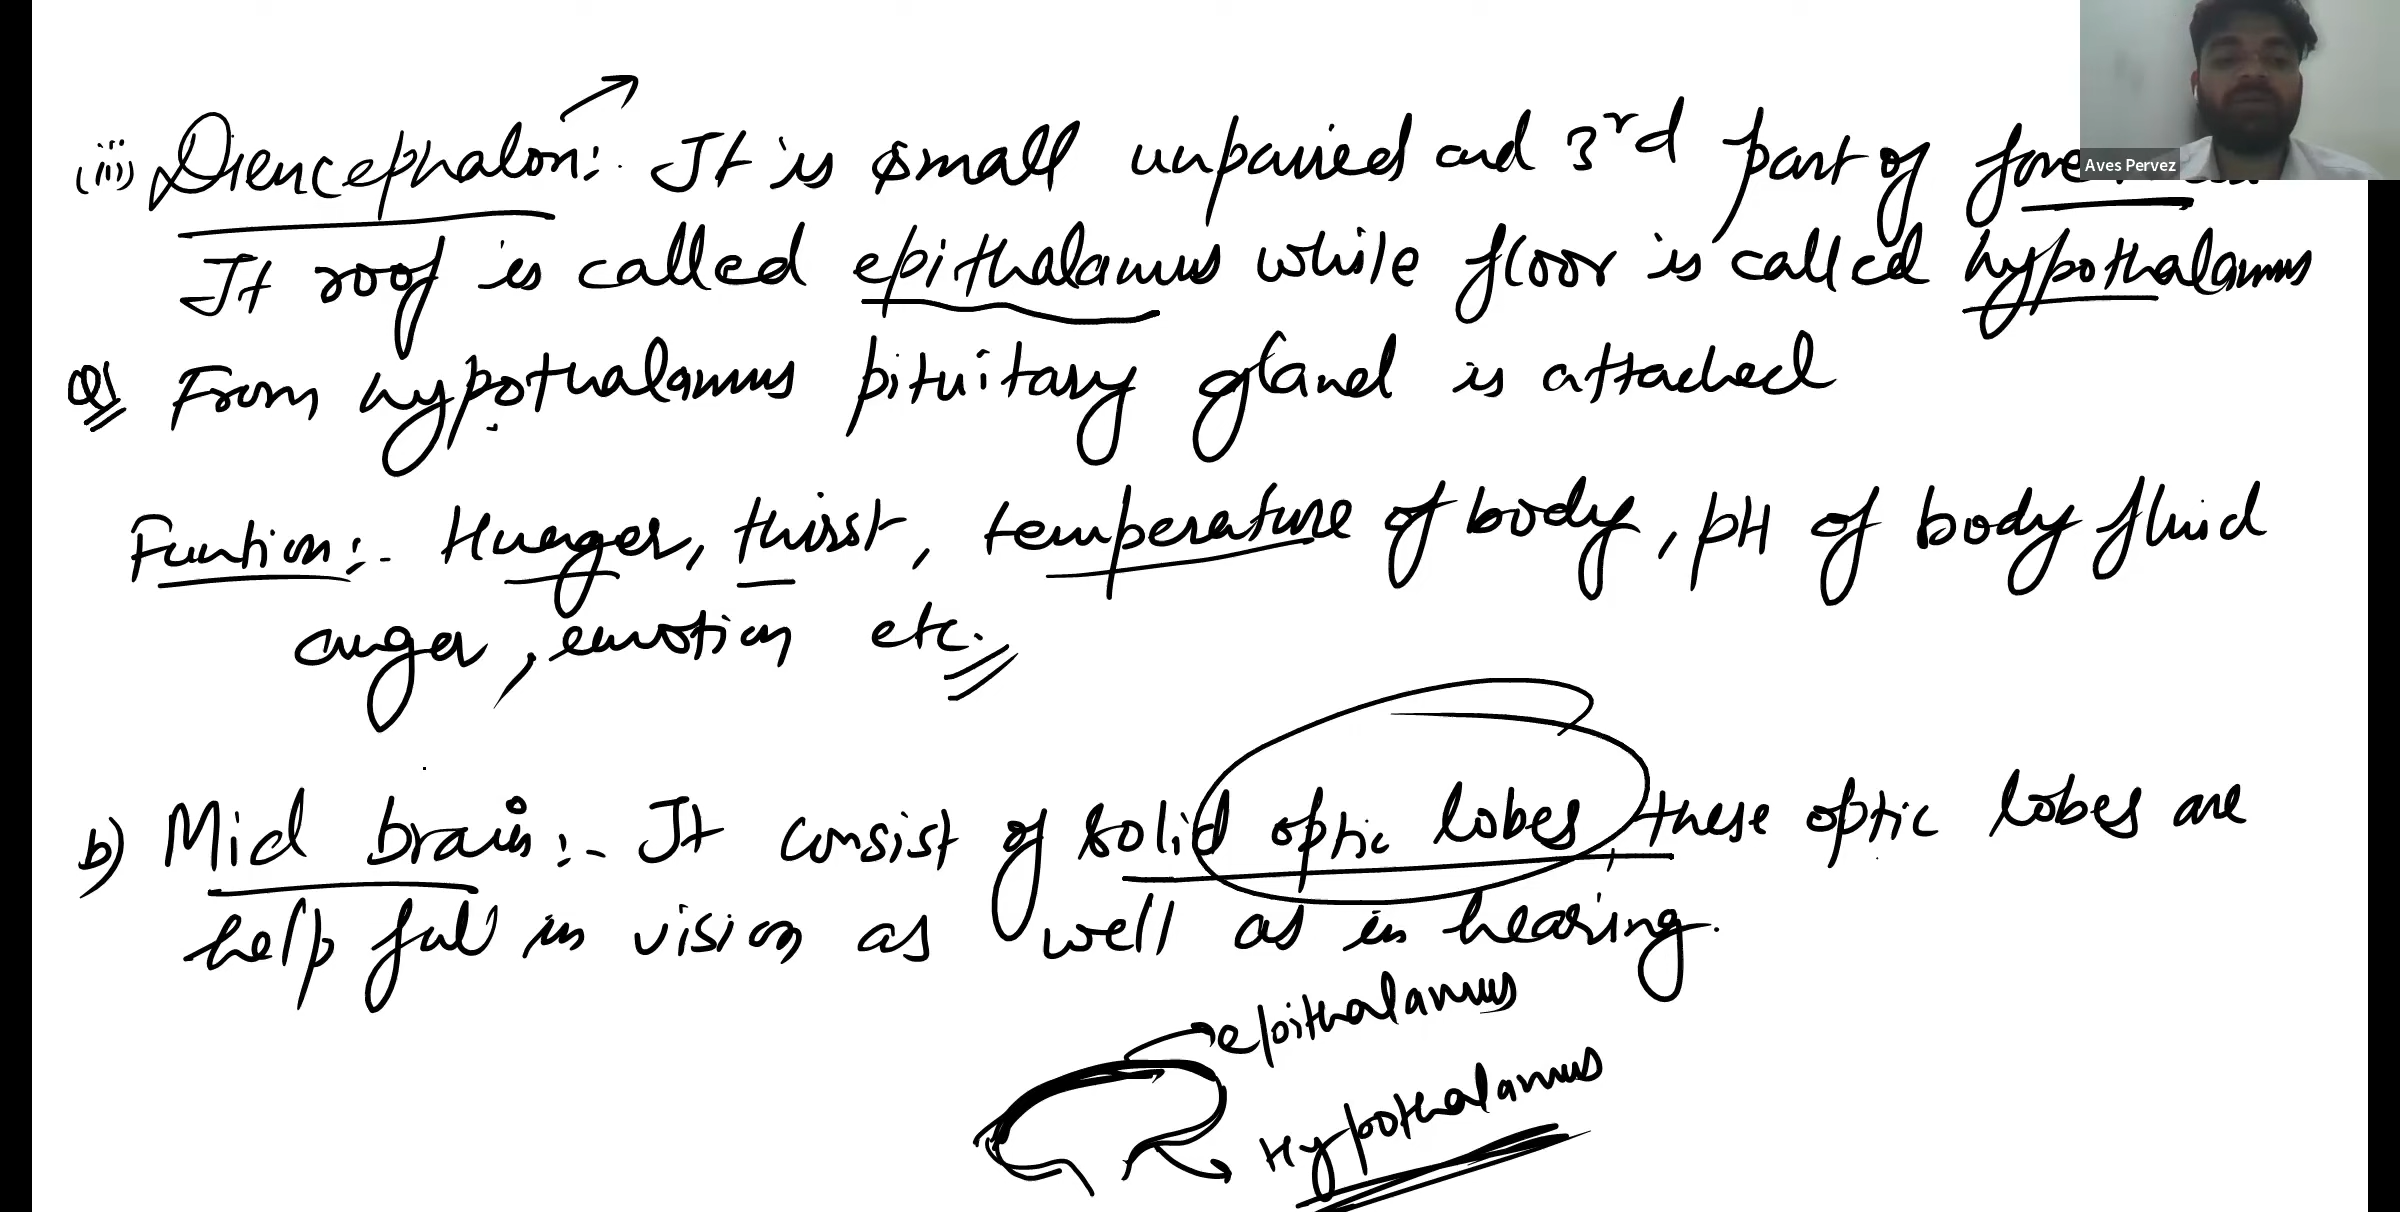 (iii) Diencephalon:- It is small unpaired and 3rd part of fore
Aves Pervez
It roof is called epithalamus while floor is called hypothalamus
Q1 From hypothalamus pituitary gland is attached
Funtion:- Hunger, thirst, temperature of body, pH of body fluid
anger, emotion etc.
b) Mid brain:- It consist of solid optic lobes, these optic lobes are
help full in vision as well as in hearing.
epithalamus
Hypothalamus